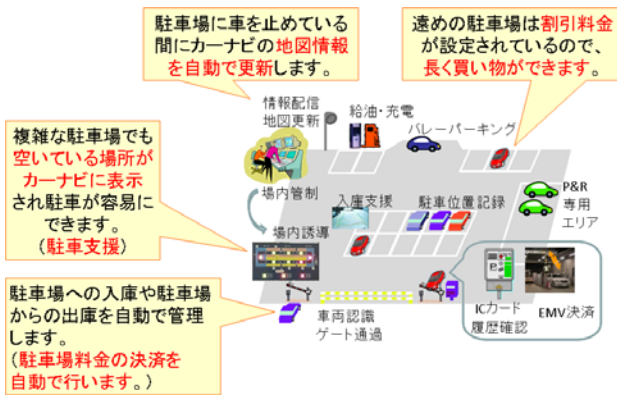 駐車場に車を止めている
間にカーナビの地図情報
を自動で更新します。
遠めの駐車場は割引料金
が設定されているので、
長く買い物ができます。
情報配信
地図更新
給油・充電
バレーパーキング
複雑な駐車場でも
空いている場所が
カーナビに表示
され駐車が容易に
できます。
（駐車支援）
場内管制
入庫支援
駐車位置記録
P&R
専用
エリア
場内誘導
駐車場への入庫や駐車場
からの出庫を自動で管理
します。
（駐車場料金の決済を
自動で行います。）
車両認識
ゲート通過
P
ICカード
履歴確認
EMV決済